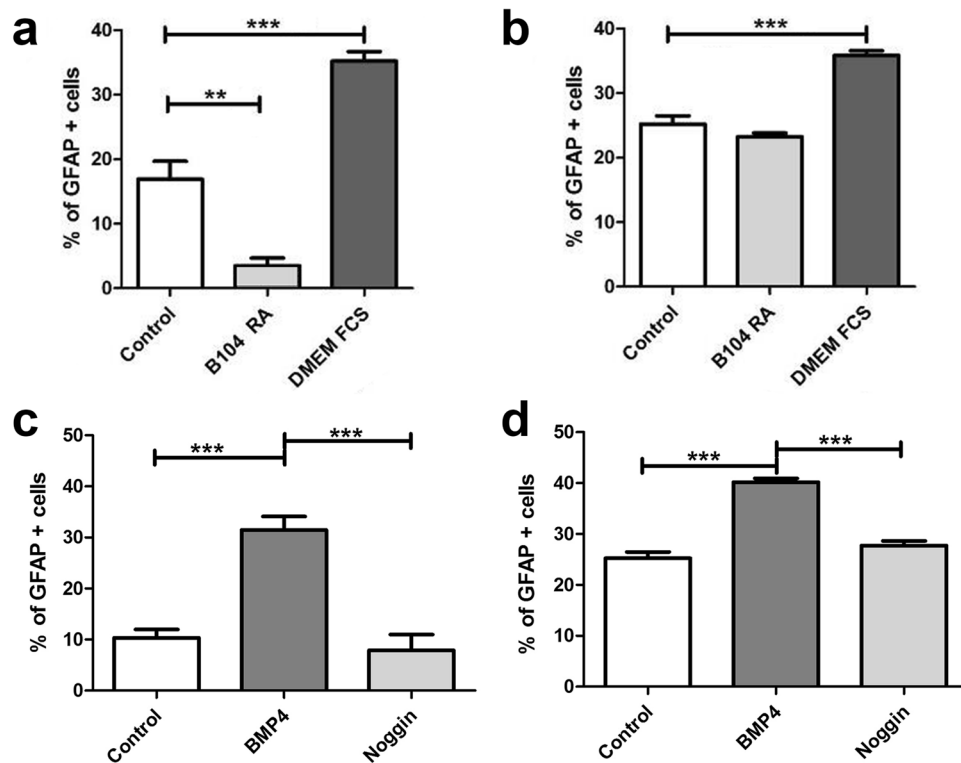 a
% of GFAP + cells
40
30
20
10
0
***
**
Control
B104 RA
DMEM FCS
b
% of GFAP + cells
40
30
20
10
0
***
Control
B104 RA
DMEM FCS
c
% of GFAP + cells
50
40
30
20
10
0
***
***
Control
BMP4
Noggin
d
% of GFAP + cells
50
40
30
20
10
0
***
***
Control
BMP4
Noggin